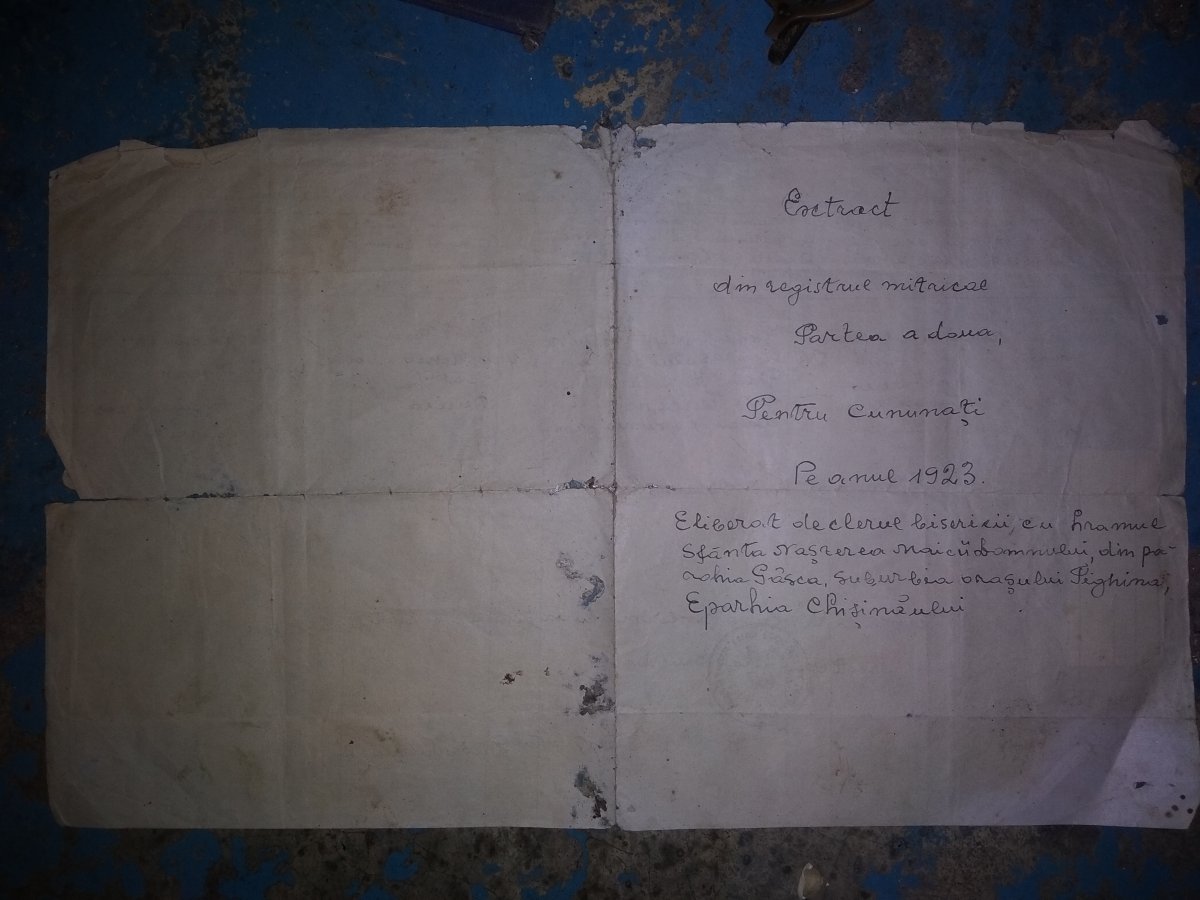 Exctract
din registrul mitrical
Partea a doua,
Pentru cununați
Pe anul 1923.
Eliberat de clerul bisericii, cu hramul
Sfânta Nașterea Maicii Domnului, din pa-
rohia Gâsca, suburbia orașului Tighina,
Eparhia Chișinăului